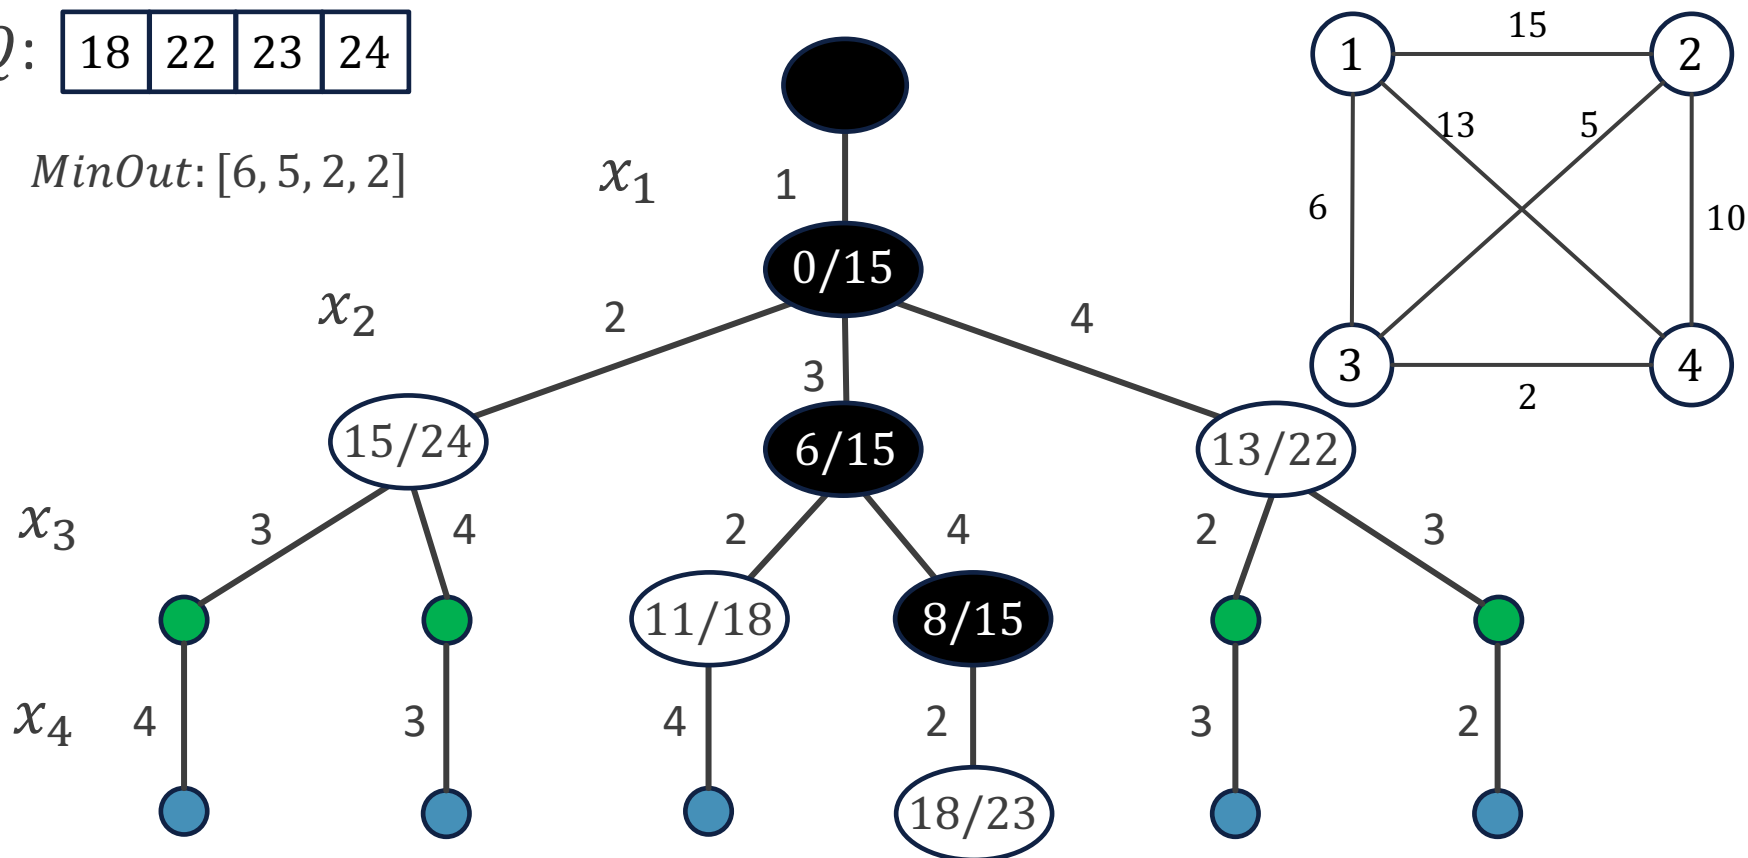 Q: 18 22 23 24
MinOut: [6, 5, 2, 2]
1 15 2
13 5
6 10
3 2 4
x1 1
0/15
x2 2 3 4
15/24 6/15 13/22
x3 3 4 2 4 2 3
11/18 8/15
x4 4 3 4 2 3 2
18/23